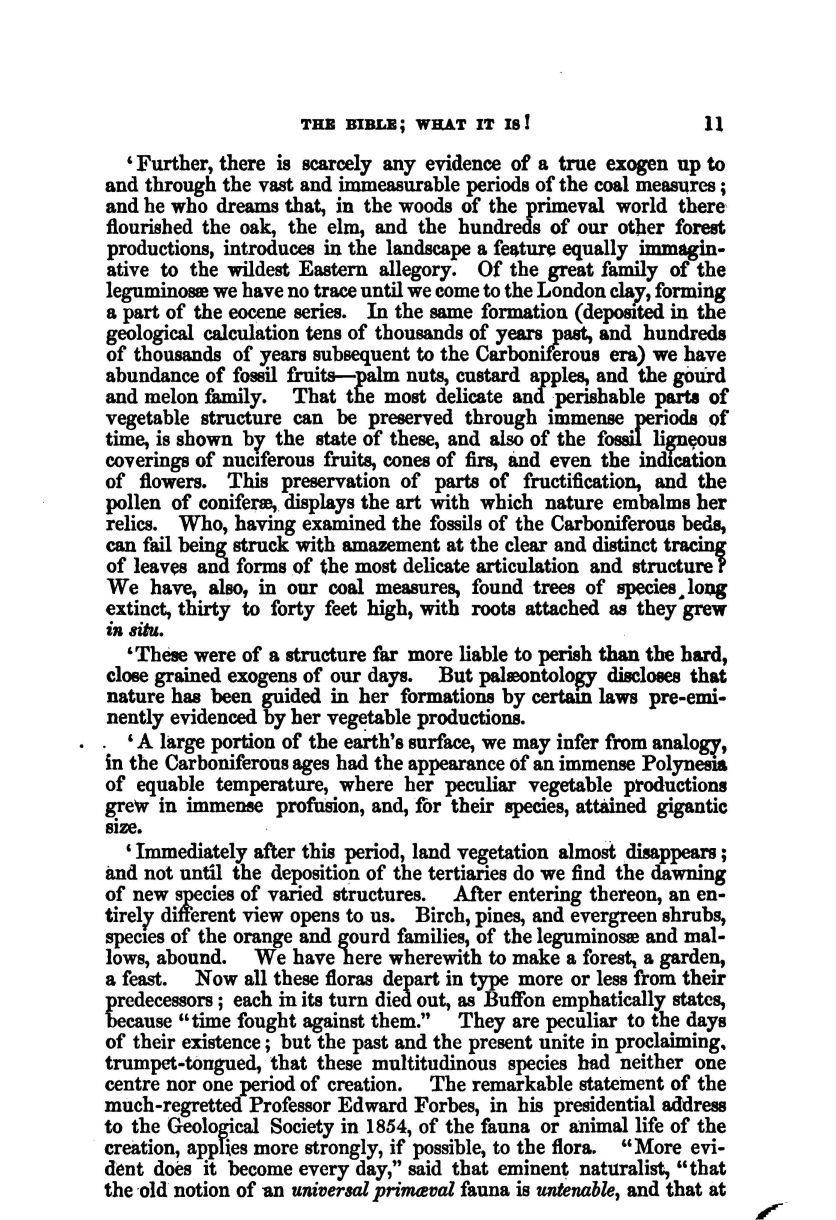 THE BIBLE; WHAT IT IS! 11
‘Further, there is scarcely any evidence of a true exogen up to
and through the vast and immeasurable periods of the coal measures;
and he who dreams that, in the woods of the primeval world there
flourished the oak, the elm, and the hundreds of our other forest
productions, introduces in the landscape a feature equally immagin-
ative to the wildest Eastern allegory. Of the great family of the
leguminosæ we have no trace until we come to the London clay, forming
a part of the eocene series. In the same formation (deposited in the
geological calculation tens of thousands of years past, and hundreds
of thousands of years subsequent to the Carboniferous era) we have
abundance of fossil fruits—palm nuts, custard apples, and the gourd
and melon family. That the most delicate and perishable parts of
vegetable structure can be preserved through immense periods of
time, is shown by the state of these, and also of the fossil ligneous
coverings of nuciferous fruits, cones of firs, and even the indication
of flowers. This preservation of parts of fructification, and the
pollen of coniferæ, displays the art with which nature embalms her
relics. Who, having examined the fossils of the Carboniferous beds,
can fail being struck with amazement at the clear and distinct tracing
of leaves and forms of the most delicate articulation and structure?
We have, also, in our coal measures, found trees of species long
extinct, thirty to forty feet high, with roots attached as they grew
in situ.
‘These were of a structure far more liable to perish than the hard,
close grained exogens of our days. But palæontology discloses that
nature has been guided in her formations by certain laws pre-emi-
nently evidenced by her vegetable productions.
‘A large portion of the earth's surface, we may infer from analogy,
in the Carboniferous ages had the appearance of an immense Polynesia
of equable temperature, where her peculiar vegetable productions
grew in immense profusion, and, for their species, attained gigantic
size.
‘Immediately after this period, land vegetation almost disappears;
and not until the deposition of the tertiaries do we find the dawning
of new species of varied structures. After entering thereon, an en-
tirely different view opens to us. Birch, pines, and evergreen shrubs,
species of the orange and gourd families, of the leguminosæ and mal-
lows, abound. We have here wherewith to make a forest, a garden,
a feast. Now all these floras depart in type more or less from their
predecessors; each in its turn died out, as Buffon emphatically states,
because “time fought against them.” They are peculiar to the days
of their existence; but the past and the present unite in proclaiming,
trumpet-tongued, that these multitudinous species had neither one
centre nor one period of creation. The remarkable statement of the
much-regretted Professor Edward Forbes, in his presidential address
to the Geological Society in 1854, of the fauna or animal life of the
creation, applies more strongly, if possible, to the flora. “More evi-
dent does it become every day,” said that eminent naturalist, “that
the old notion of an universal primæval fauna is untenable, and that at